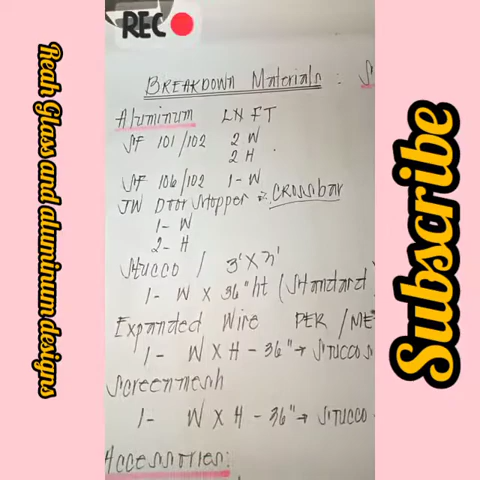 REC
BREAKDOWN Materials: S
Aluminum LN FT
SF 101/102 2 W
2 H
SF 106/102 1- W
JW Door Stopper & Crossbar
1- W
2- H
Stucco / 3' X 7'
1- W X 36" ht (Standard)
Expanded Wire PER / ME
1- W X H - 36" → STUCCO S
Screenmesh
1- W X H - 36" → STUCCO
Accessories:
Reah Glass and aluminum designs
Subscribe